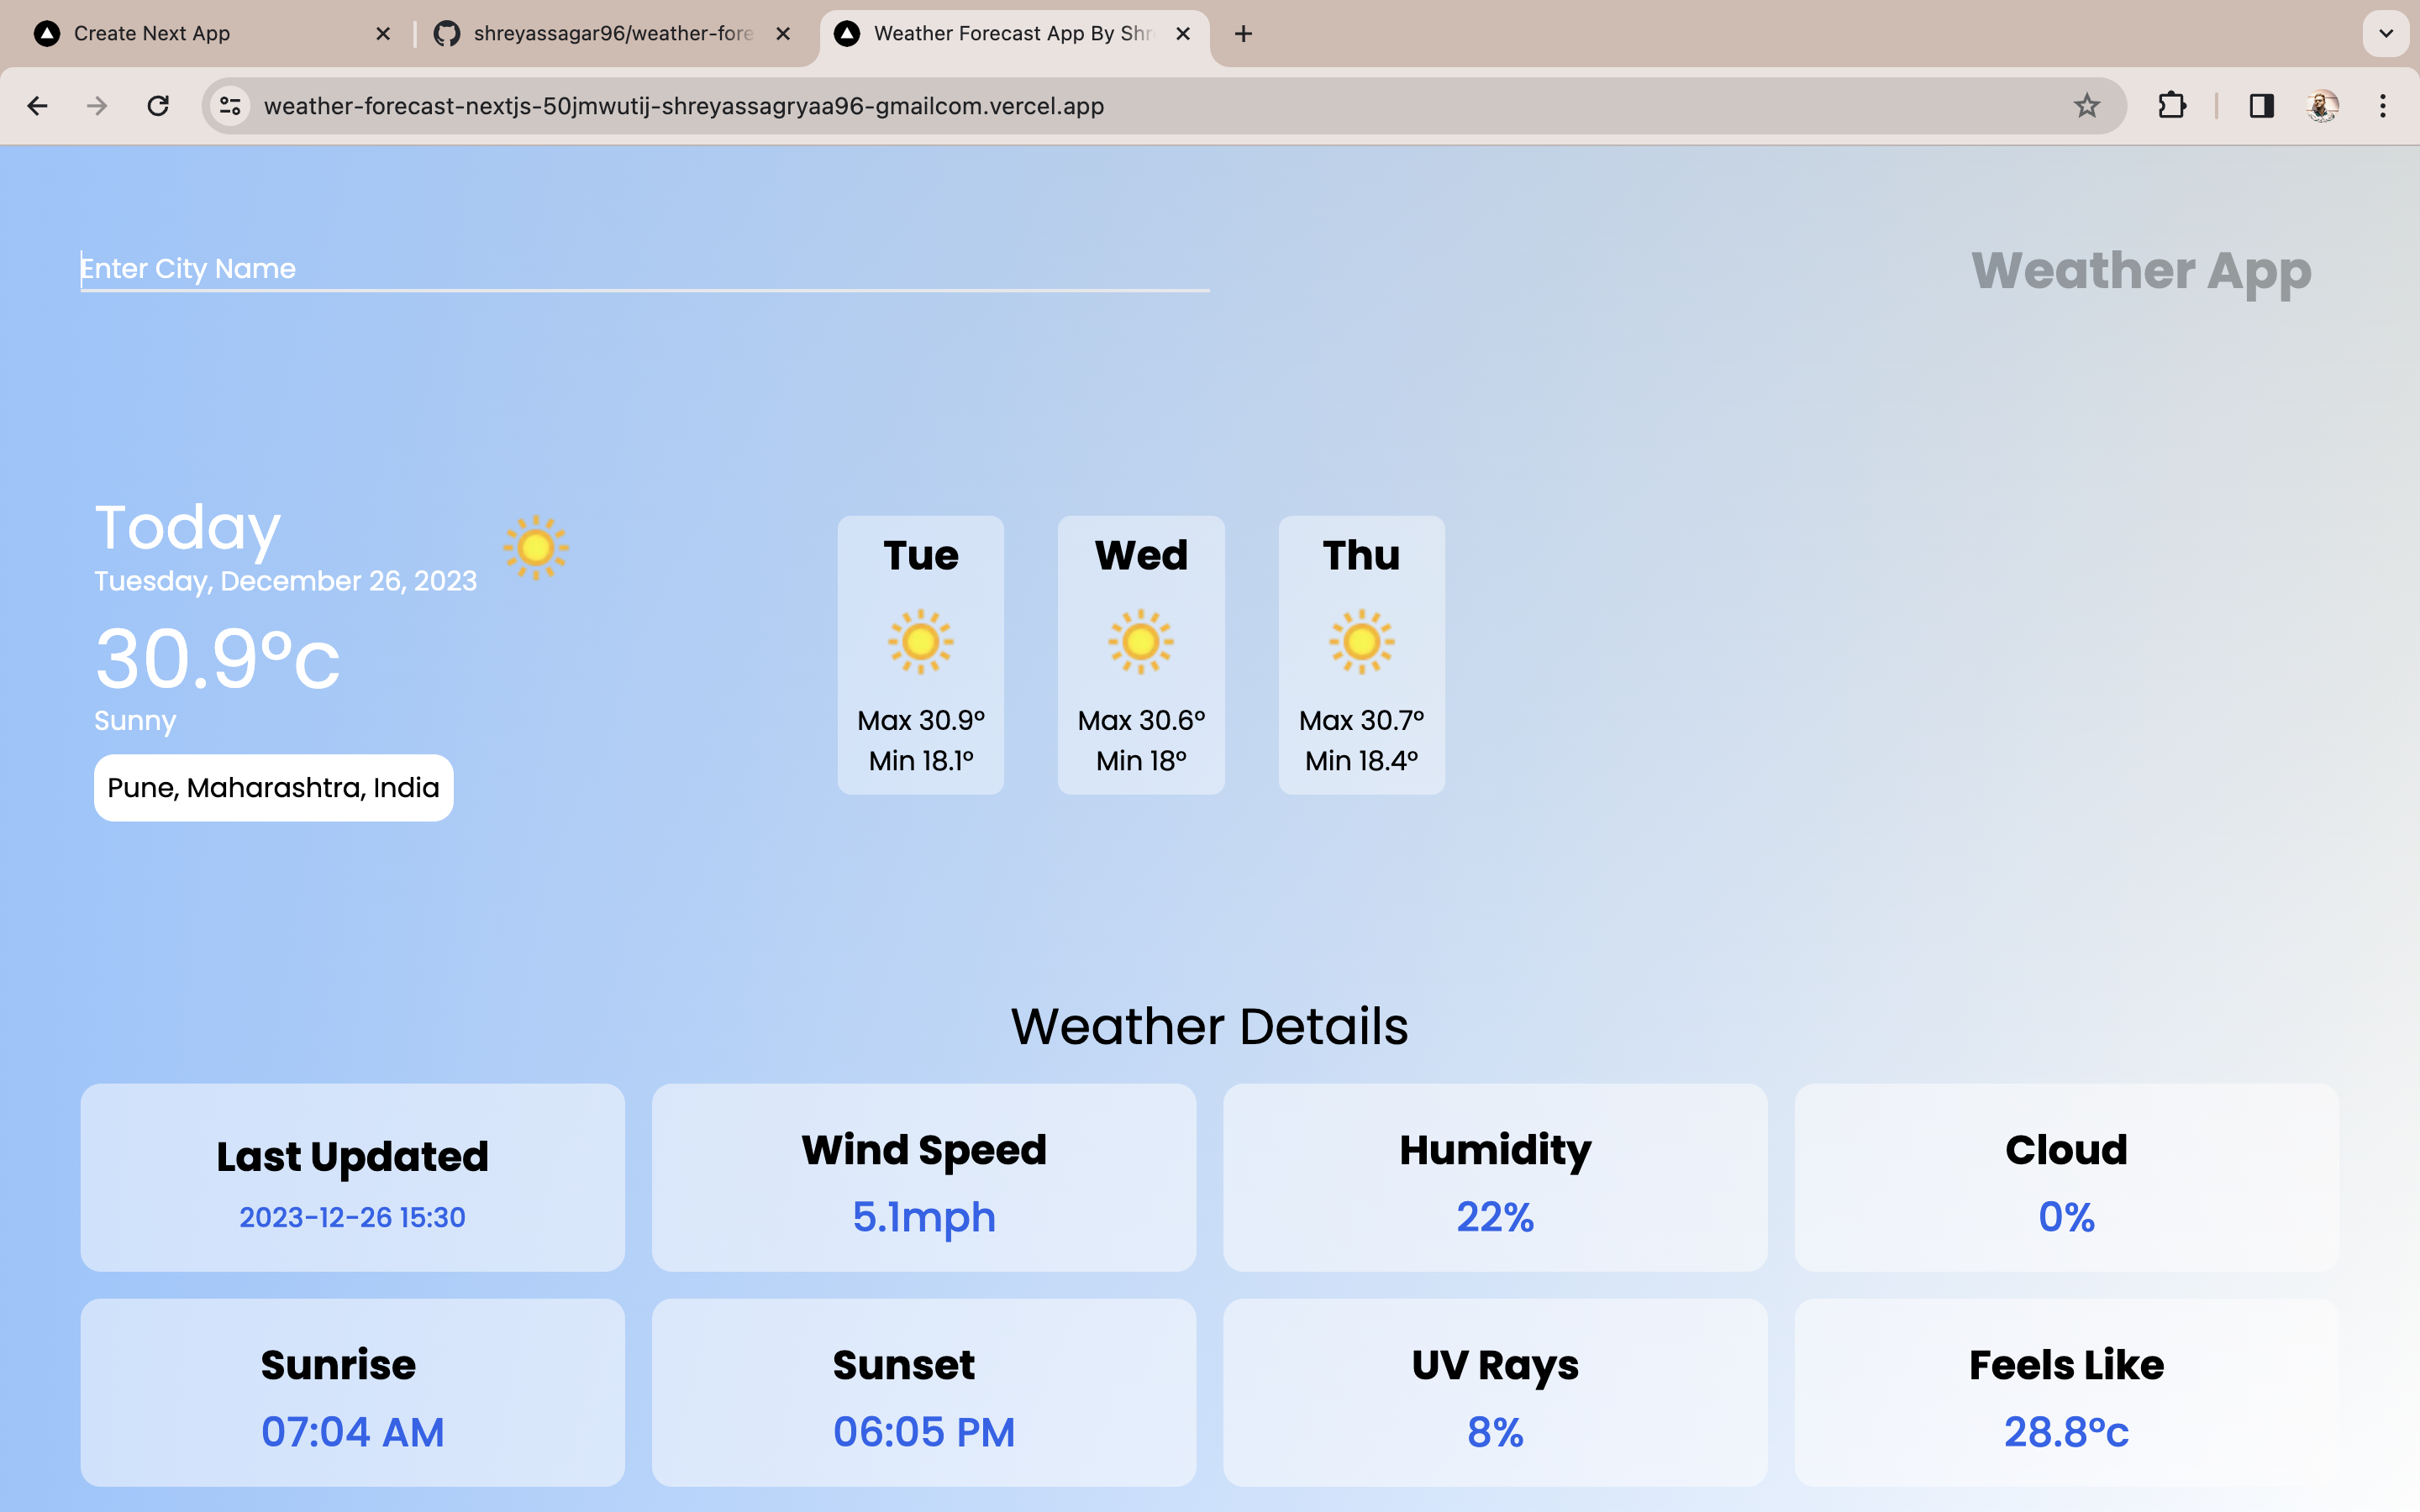 Create Next App
shreyassagar96/weather-fore
Weather Forecast App By Shr
weather-forecast-nextjs-50jmwutij-shreyassagryaa96-gmailcom.vercel.app
Enter City Name
Weather App
Today
Tuesday, December 26, 2023
30.9°c
Sunny
Pune, Maharashtra, India
Tue
Max 30.9°
Min 18.1°
Wed
Max 30.6°
Min 18°
Thu
Max 30.7°
Min 18.4°
Weather Details
Last Updated
2023-12-26 15:30
Wind Speed
5.1mph
Humidity
22%
Cloud
0%
Sunrise
07:04 AM
Sunset
06:05 PM
UV Rays
8%
Feels Like
28.8°c